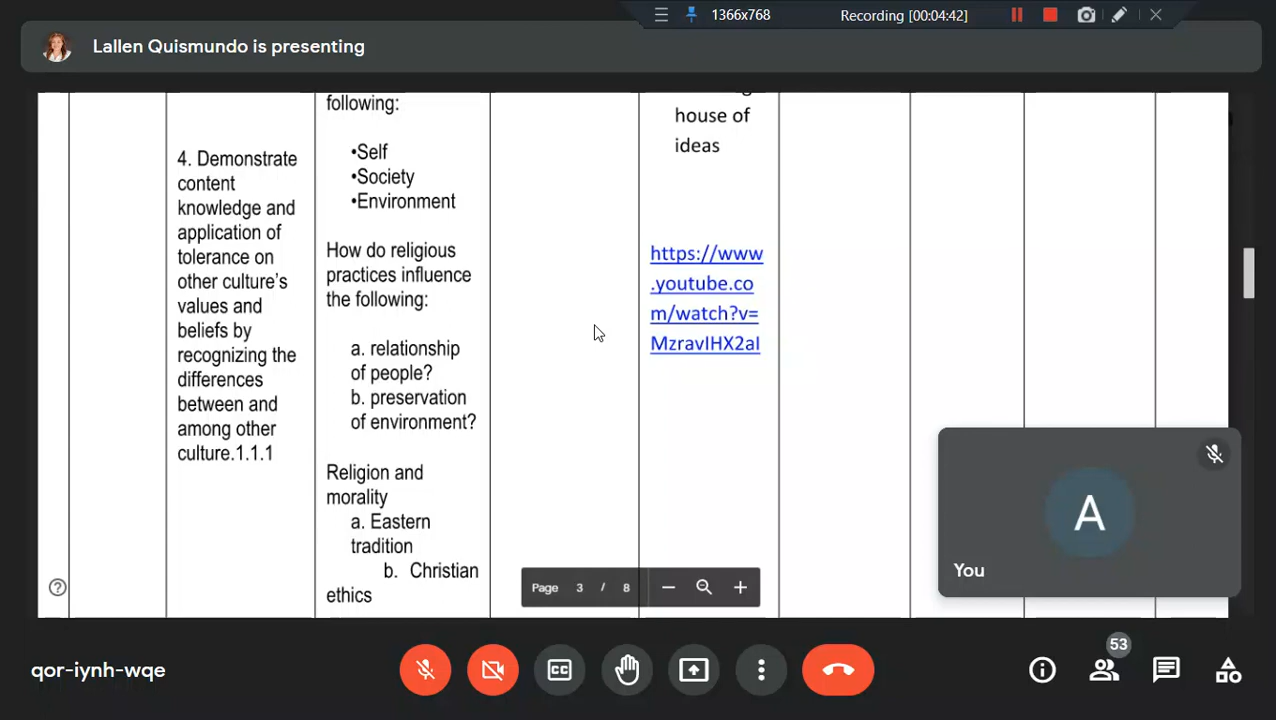 1366x768
Recording [00:04:42]
Lallen Quismundo is presenting
4. Demonstrate
content
knowledge and
application of
tolerance on
other culture's
values and
beliefs by
recognizing the
differences
between and
among other
culture.1.1.1
following:
•Self
•Society
•Environment
How do religious
practices influence
the following:
a. relationship
of people?
b. preservation
of environment?
Religion and
morality
a. Eastern
tradition
b. Christian
ethics
house of
ideas
https://www
.youtube.co
m/watch?v=
MzravIHX2aI
Page 3 / 8
A
You
qor-iynh-wqe
CC
53